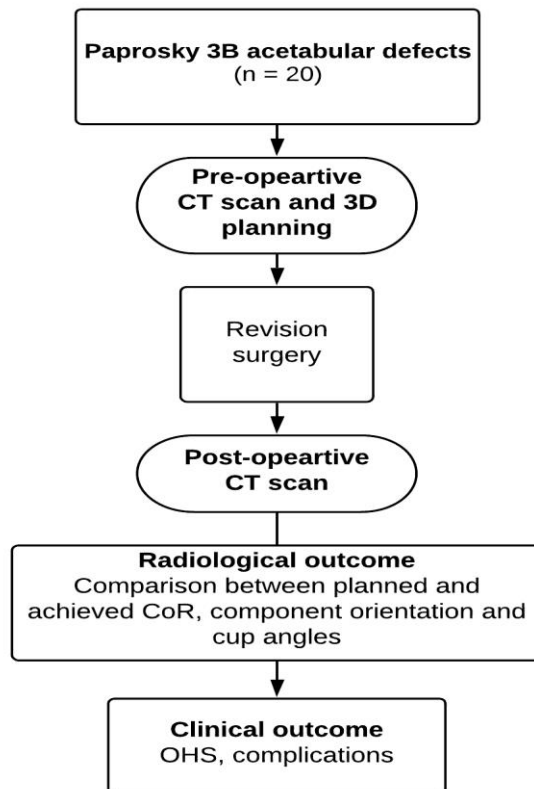 Paprosky 3B acetabular defects
(n = 20)
Pre-opeartive
CT scan and 3D
planning
Revision
surgery
Post-opeartive
CT scan
Radiological outcome
Comparison between planned and
achieved CoR, component orientation and
cup angles
Clinical outcome
OHS, complications